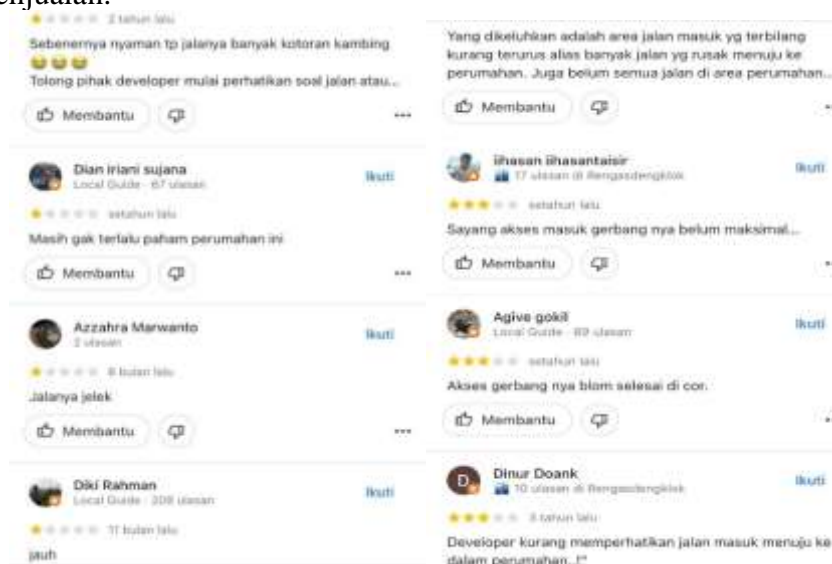 2 tahun lalu
Sebenernya nyaman tp jalanya banyak kotoran kambing
😂😂😂
Tolong pihak developer mulai perhatikan soal jalan atau...
Membantu
Dian iriani sujana
Local Guide · 67 ulasan
Ikuti
setahun lalu
Masih gak terlalu paham perumahan ini
Membantu
Azzahra Marwanto
2 ulasan
Ikuti
8 bulan lalu
Jalanya jelek
Membantu
Diki Rahman
Local Guide · 209 ulasan
Ikuti
11 bulan lalu
jauh
Yang dikeluhkan adalah area jalan masuk yg terbilang
kurang terurus alias banyak jalan yg rusak menuju ke
perumahan. Juga belum semua jalan di area perumahan...
Membantu
iihasan iihasantaisir
17 ulasan di Rengasdengklok
Ikuti
setahun lalu
Sayang akses masuk gerbang nya belum maksimal...
Membantu
Agive gokil
Local Guide · 89 ulasan
Ikuti
setahun lalu
Akses gerbang nya blom selesai di cor.
Membantu
D
Dinur Doank
10 ulasan di Rengasdengklok
Ikuti
3 tahun lalu
Developer kurang memperhatikan jalan masuk menuju ke
dalam perumahan..!"